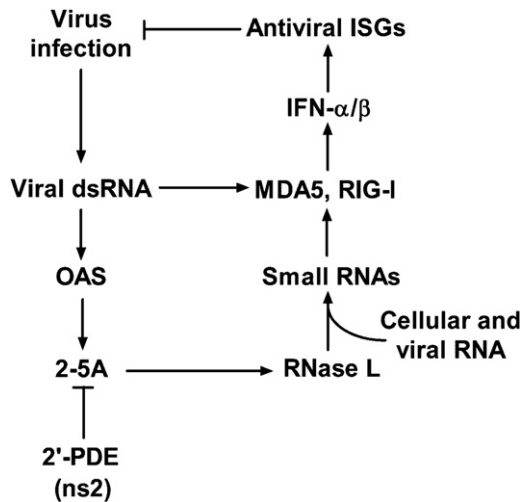 Virus
infection
Antiviral ISGs
IFN-α/β
Viral dsRNA
MDA5, RIG-I
OAS
Small RNAs
Cellular and
viral RNA
2-5A
RNase L
2'-PDE
(ns2)